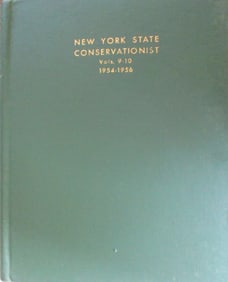 NEW YORK STATE
CONSERVATIONIST
Vols. 9-10
1954-1956